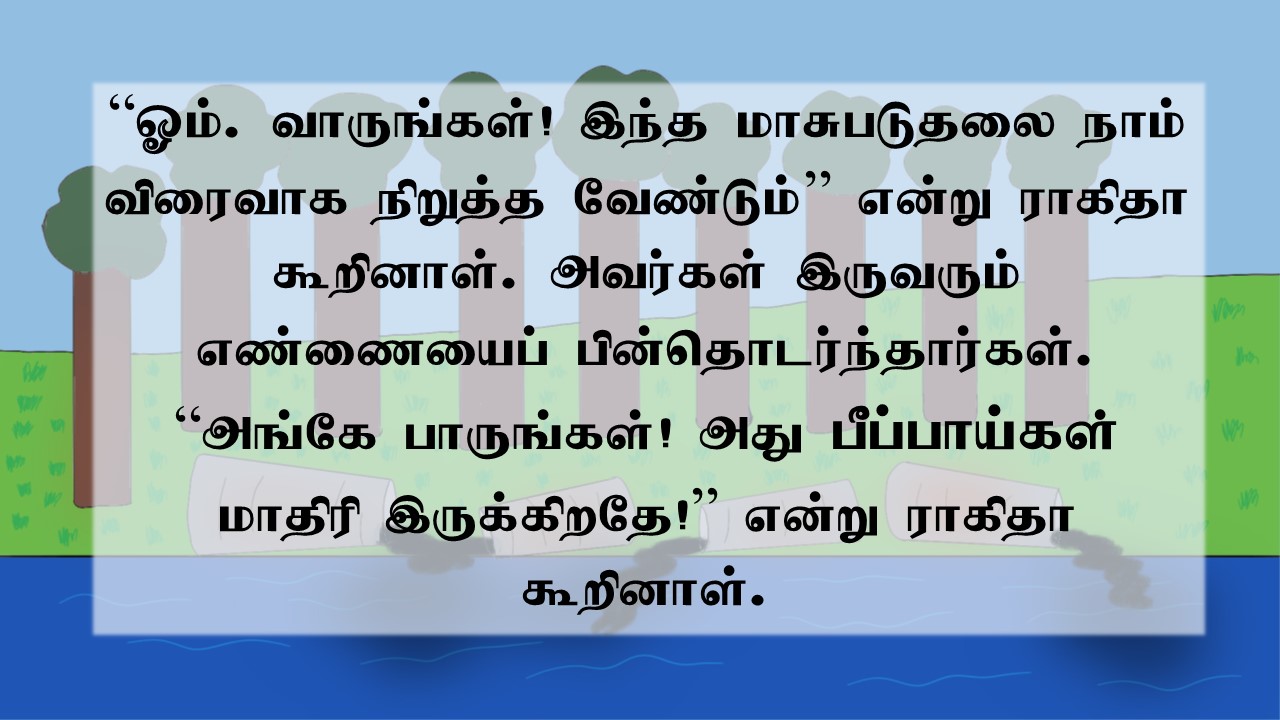 “ஓம். வாருங்கள்! இந்த மாசுபடுதலை நாம்
விரைவாக நிறுத்த வேண்டும்” என்று ராகிதா
கூறினாள். அவர்கள் இருவரும்
எண்ணையைப் பின்தொடர்ந்தார்கள்.
“அங்கே பாருங்கள்! அது பீப்பாய்கள்
மாதிரி இருக்கிறதே!” என்று ராகிதா
கூறினாள்.